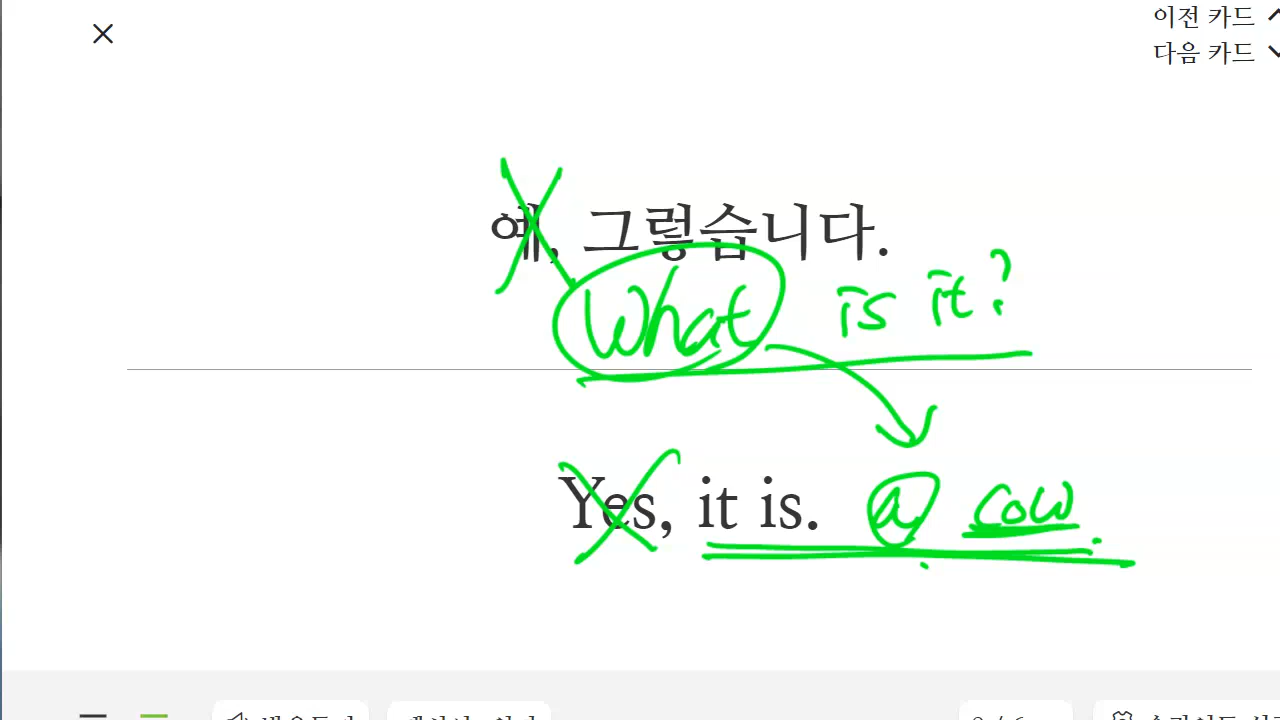 이전 카드
다음 카드
예, 그렇습니다.
What is it?
Yes, it is. a cow.